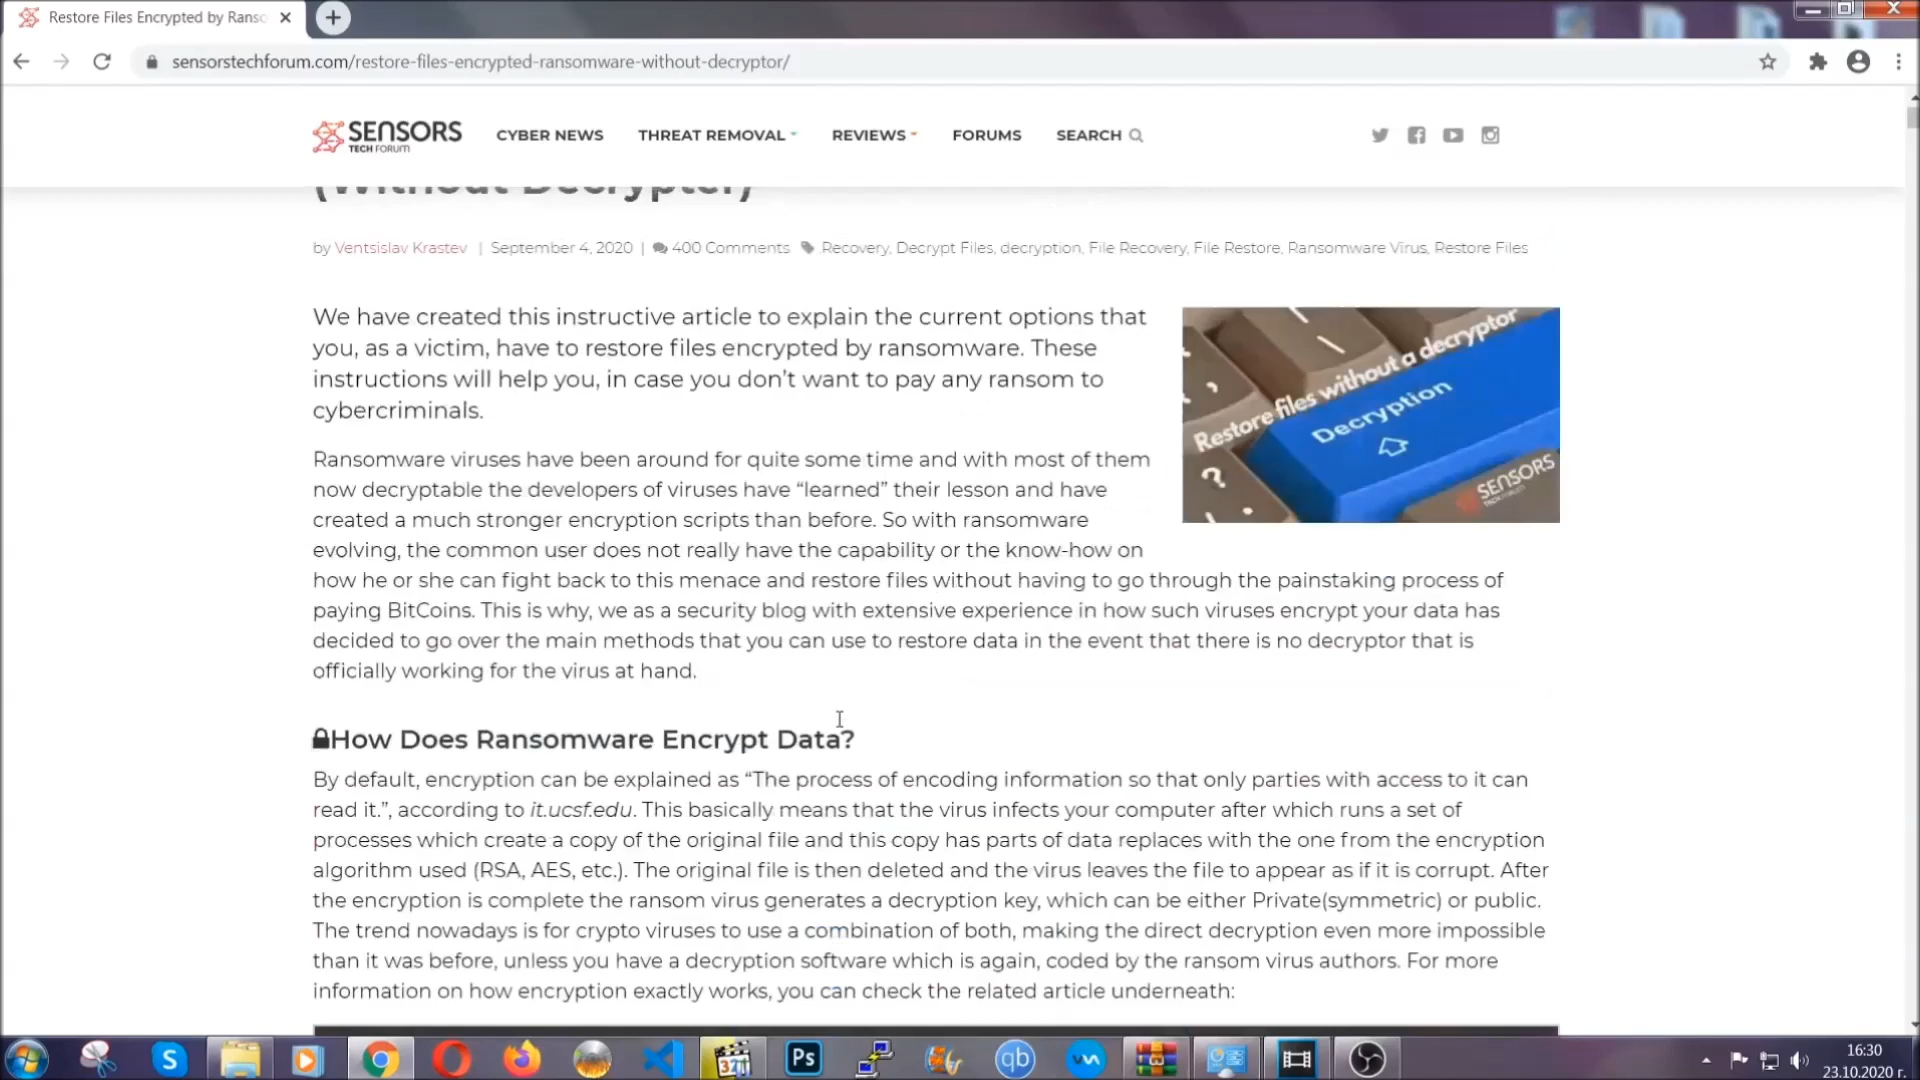 Restore Files Encrypted by Ranso
sensorstechforum.com/restore-files-encrypted-ransomware-without-decryptor/
SENSORS
TECH FORUM
CYBER NEWS THREAT REMOVAL REVIEWS FORUMS SEARCH
(Without Decrypter)
by Ventsislav Krastev | September 4, 2020 | 400 Comments Recovery, Decrypt Files, decryption, File Recovery, File Restore, Ransomware Virus, Restore Files
We have created this instructive article to explain the current options that
you, as a victim, have to restore files encrypted by ransomware. These
instructions will help you, in case you don't want to pay any ransom to
cybercriminals.
Restore files without a decryptor
Decryption
SENSORS
TECH FORUM
Ransomware viruses have been around for quite some time and with most of them
now decryptable the developers of viruses have “learned” their lesson and have
created a much stronger encryption scripts than before. So with ransomware
evolving, the common user does not really have the capability or the know-how on
how he or she can fight back to this menace and restore files without having to go through the painstaking process of
paying BitCoins. This is why, we as a security blog with extensive experience in how such viruses encrypt your data has
decided to go over the main methods that you can use to restore data in the event that there is no decryptor that is
officially working for the virus at hand.
How Does Ransomware Encrypt Data?
By default, encryption can be explained as “The process of encoding information so that only parties with access to it can
read it.”, according to it.ucsf.edu. This basically means that the virus infects your computer after which runs a set of
processes which create a copy of the original file and this copy has parts of data replaces with the one from the encryption
algorithm used (RSA, AES, etc.). The original file is then deleted and the virus leaves the file to appear as if it is corrupt. After
the encryption is complete the ransom virus generates a decryption key, which can be either Private(symmetric) or public.
The trend nowadays is for crypto viruses to use a combination of both, making the direct decryption even more impossible
than it was before, unless you have a decryption software which is again, coded by the ransom virus authors. For more
information on how encryption exactly works, you can check the related article underneath:
321
Ps
qb
16:30
23.10.2020 г.